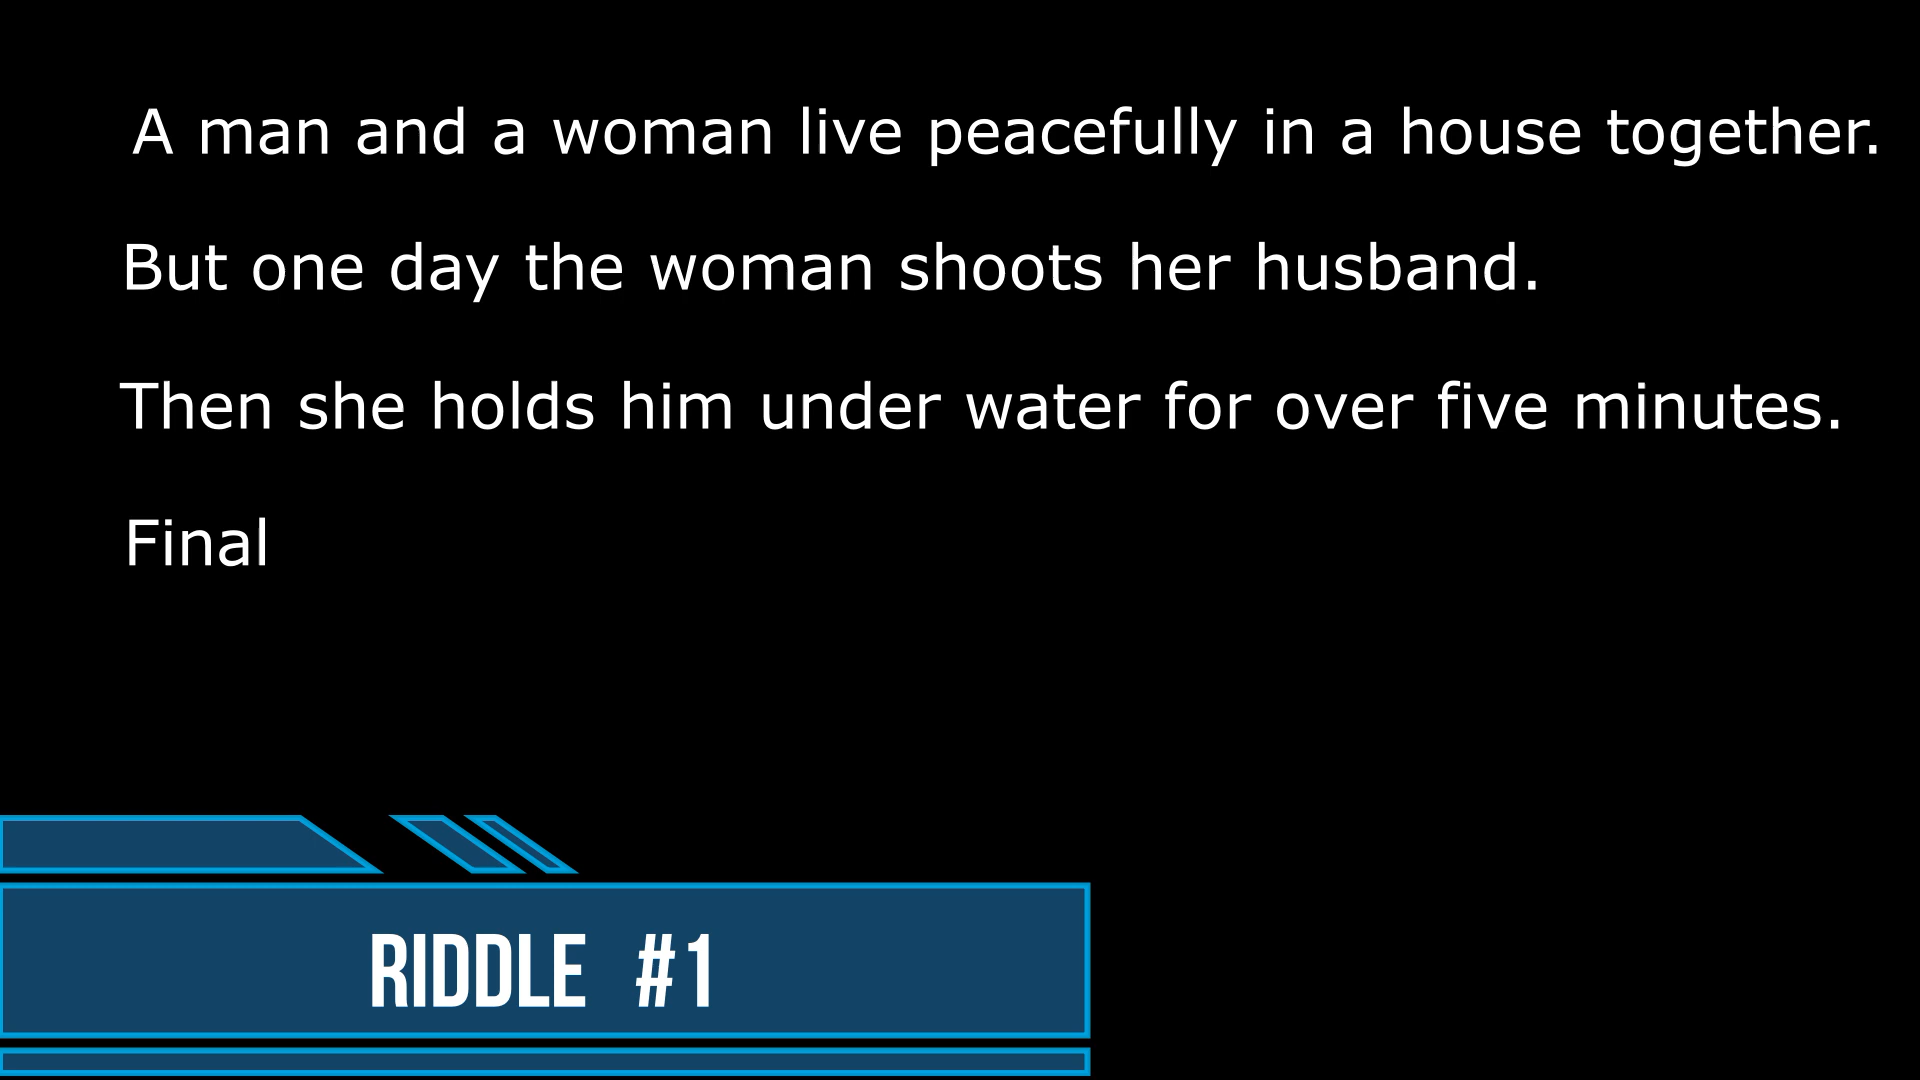 A man and a woman live peacefully in a house together.
But one day the woman shoots her husband.
Then she holds him under water for over five minutes.
Final
RIDDLE #1